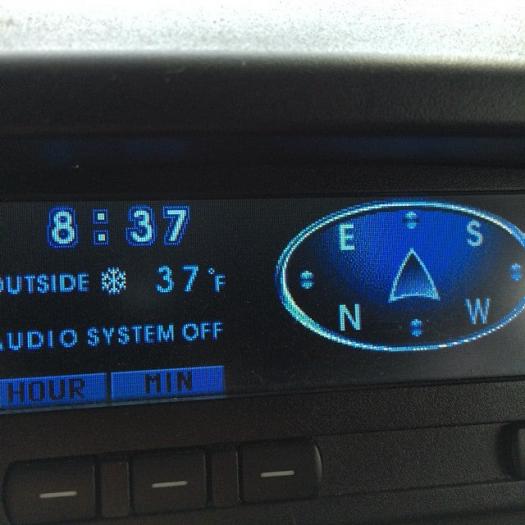 8:37
OUTSIDE 37°F
AUDIO SYSTEM OFF
HOUR MIN
E S
N W